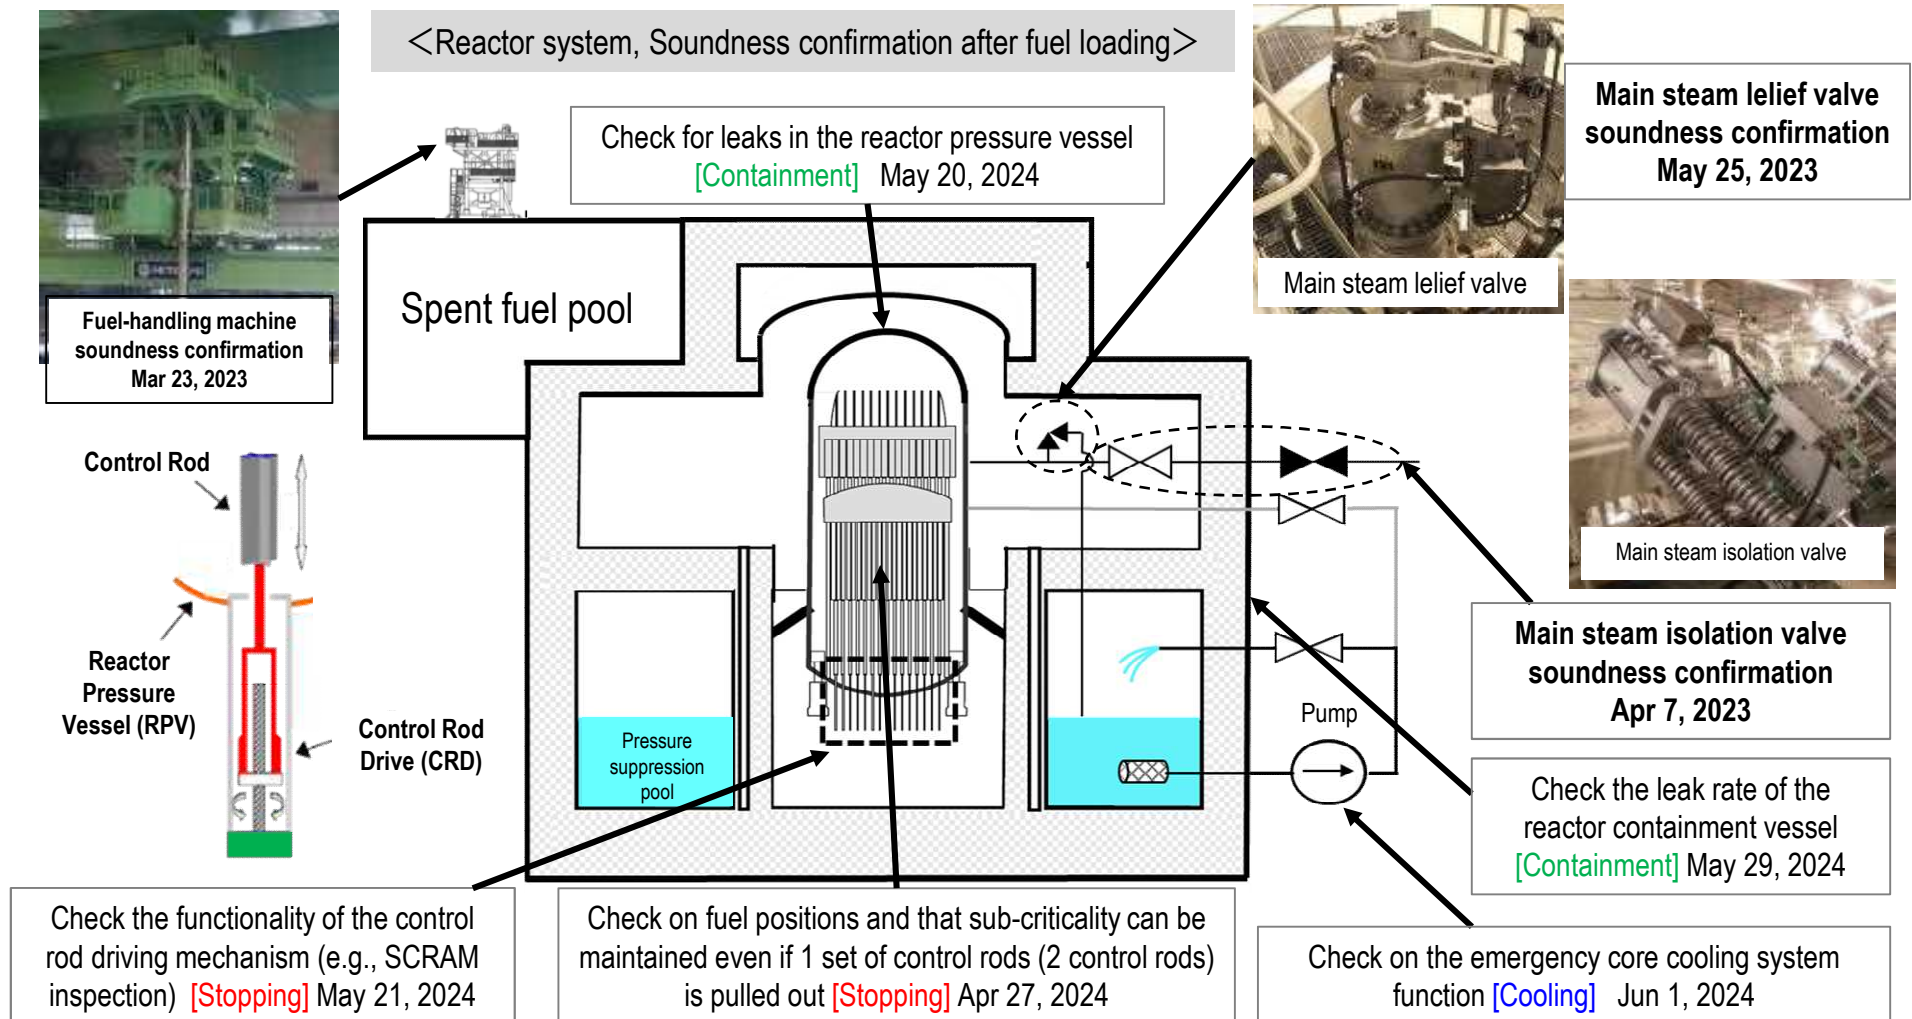 ＜Reactor system, Soundness confirmation after fuel loading＞
Check for leaks in the reactor pressure vessel
[Containment] May 20, 2024
Main steam lelief valve
soundness confirmation
May 25, 2023
Main steam lelief valve
Fuel-handling machine
soundness confirmation
Mar 23, 2023
Spent fuel pool
Main steam isolation valve
Main steam isolation valve
soundness confirmation
Apr 7, 2023
Control Rod
Reactor
Pressure
Vessel (RPV)
Control Rod
Drive (CRD)
Pressure
suppression
pool
Pump
Check the leak rate of the
reactor containment vessel
[Containment] May 29, 2024
Check the functionality of the control
rod driving mechanism (e.g., SCRAM
inspection) [Stopping] May 21, 2024
Check on fuel positions and that sub-criticality can be
maintained even if 1 set of control rods (2 control rods)
is pulled out [Stopping] Apr 27, 2024
Check on the emergency core cooling system
function [Cooling] Jun 1, 2024